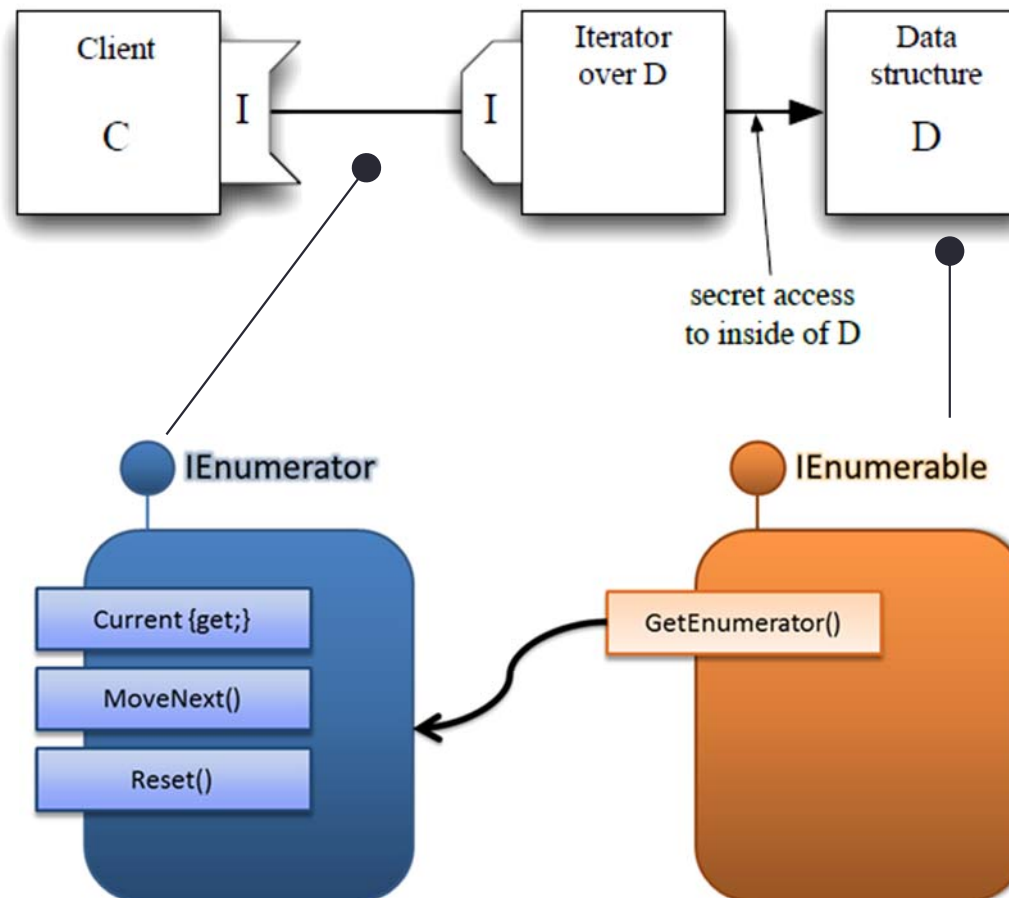 Client
C
I
I
Iterator
over D
Data
structure
D
secret access
to inside of D
IEnumerator
Current {get;}
MoveNext()
Reset()
IEnumerable
GetEnumerator()